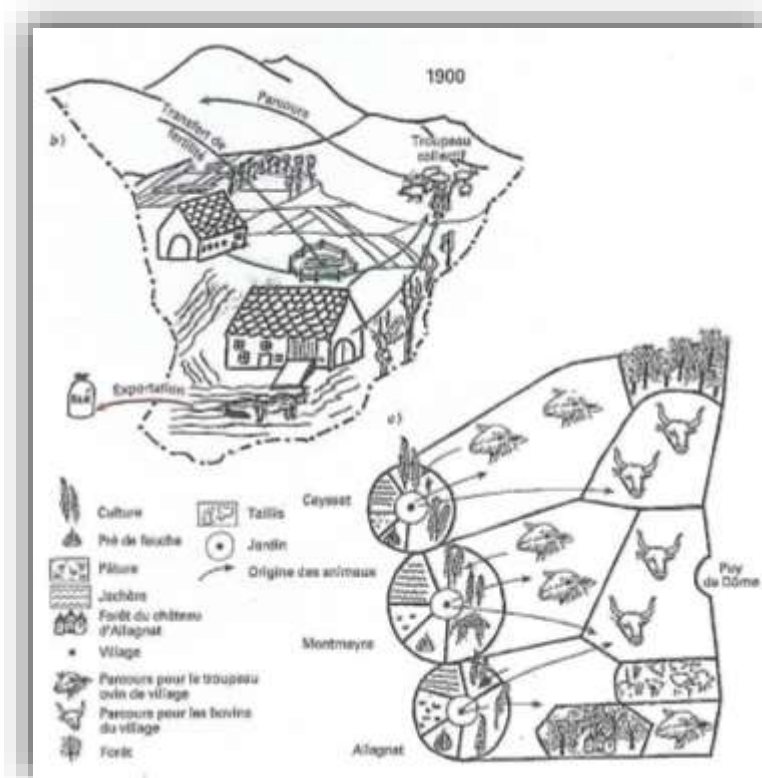 1900
b)
Parcours
Transfert de
fertilité
Troupeau
collectif
Exportation
c)
Ceyssat
Montmeyre
Allagnat
Puy
de Dôme
Culture
Pré de fauche
Pâture
Jachère
Forêt du château
d'Allagnat
Village
Parcours pour le troupeau
ovin de village
Parcours pour les bovins
du village
Forêt
Taillis
Jardin
Origine des animaux